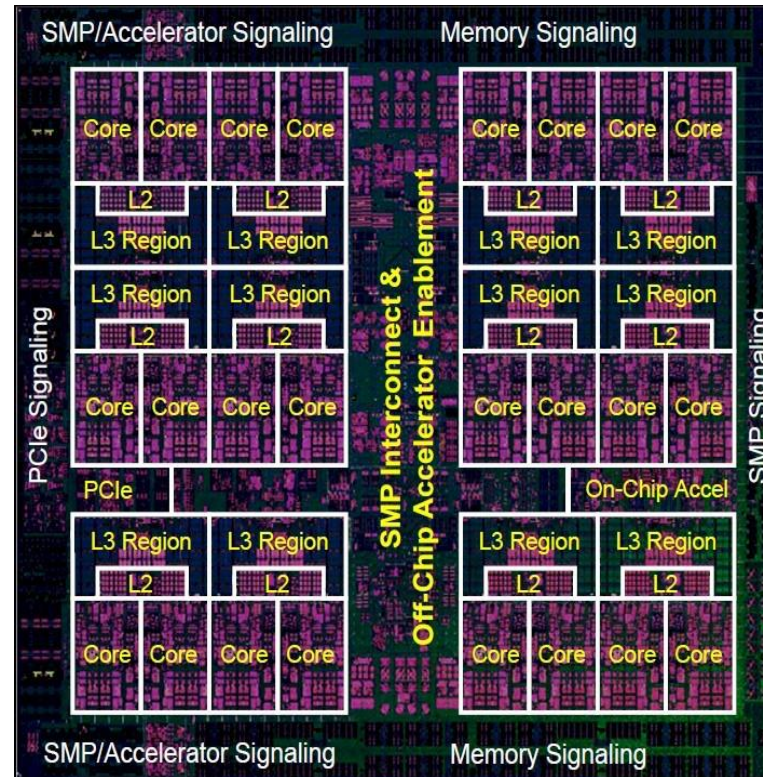 SMP/Accelerator Signaling Memory Signaling
Core Core Core Core Core Core Core Core
L2 L2 L2 L2
L3 Region L3 Region L3 Region L3 Region
L3 Region L3 Region L3 Region L3 Region
L2 L2 L2 L2
Core Core Core Core Core Core Core Core
PCIe Signaling
SMP Interconnect &
Off-Chip Accelerator Enablement
SMP Signaling
PCIe On-Chip Accel
L3 Region L3 Region L3 Region L3 Region
L2 L2 L2 L2
Core Core Core Core Core Core Core Core
SMP/Accelerator Signaling Memory Signaling